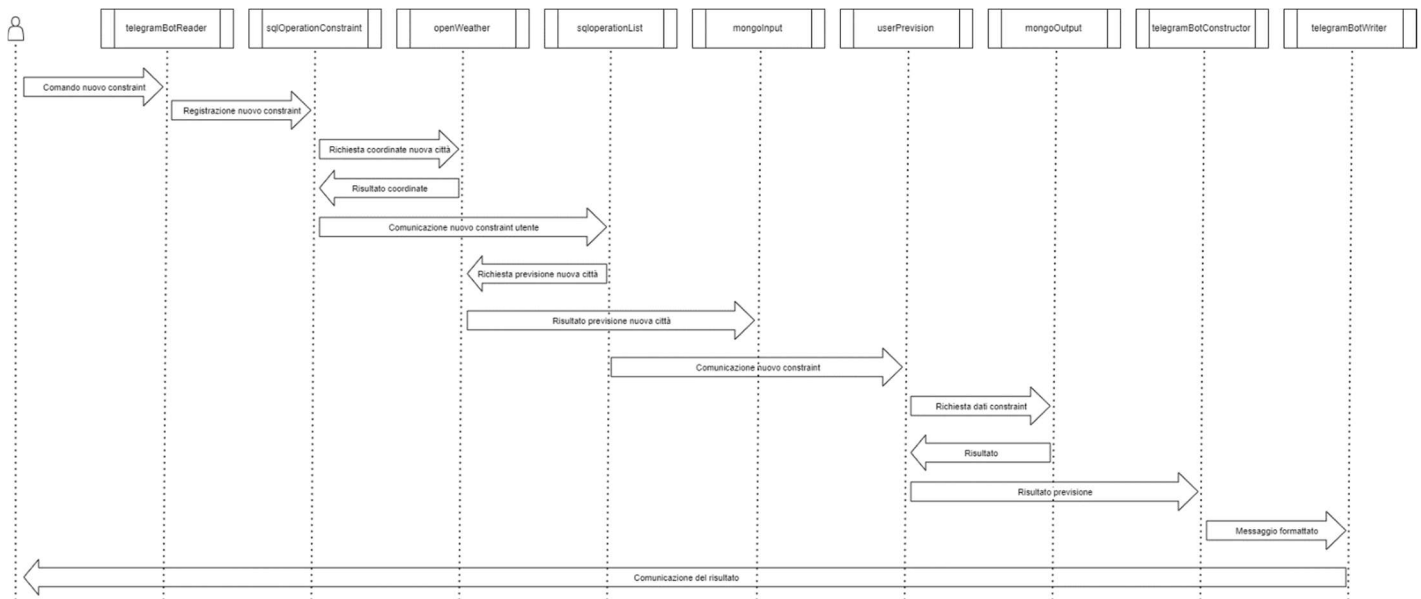 telegramBotReader
sqlOperationConstraint
openWeather
sqloperationList
mongoInput
userPrevision
mongoOutput
telegramBotConstructor
telegramBotWriter
Comando nuovo constraint
Registrazione nuovo constraint
Richiesta coordinate nuova città
Risultato coordinate
Comunicazione nuovo constraint utente
Richiesta previsione nuova città
Risultato previsione nuova città
Comunicazione nuovo constraint
Richiesta dati constraint
Risultato
Risultato previsione
Messaggio formattato
Comunicazione del risultato